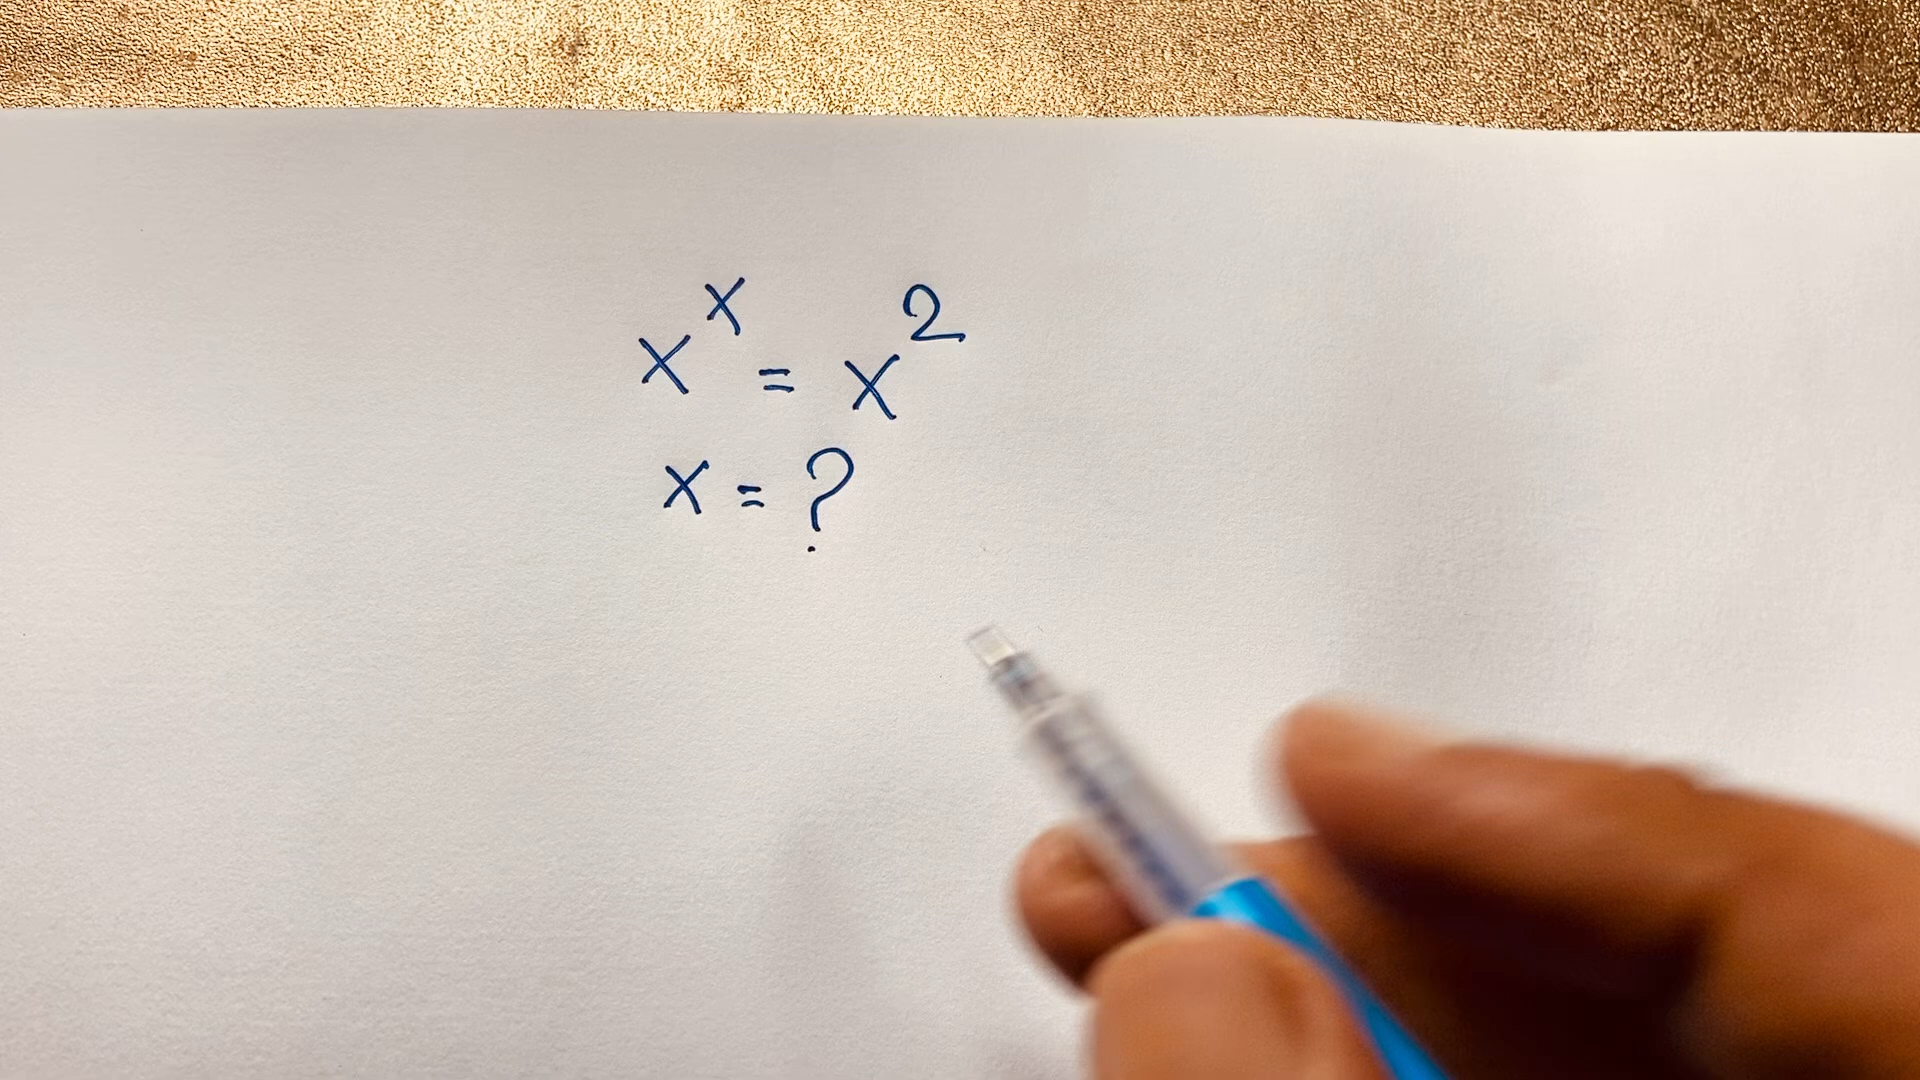 x^x = x^2
x = ?